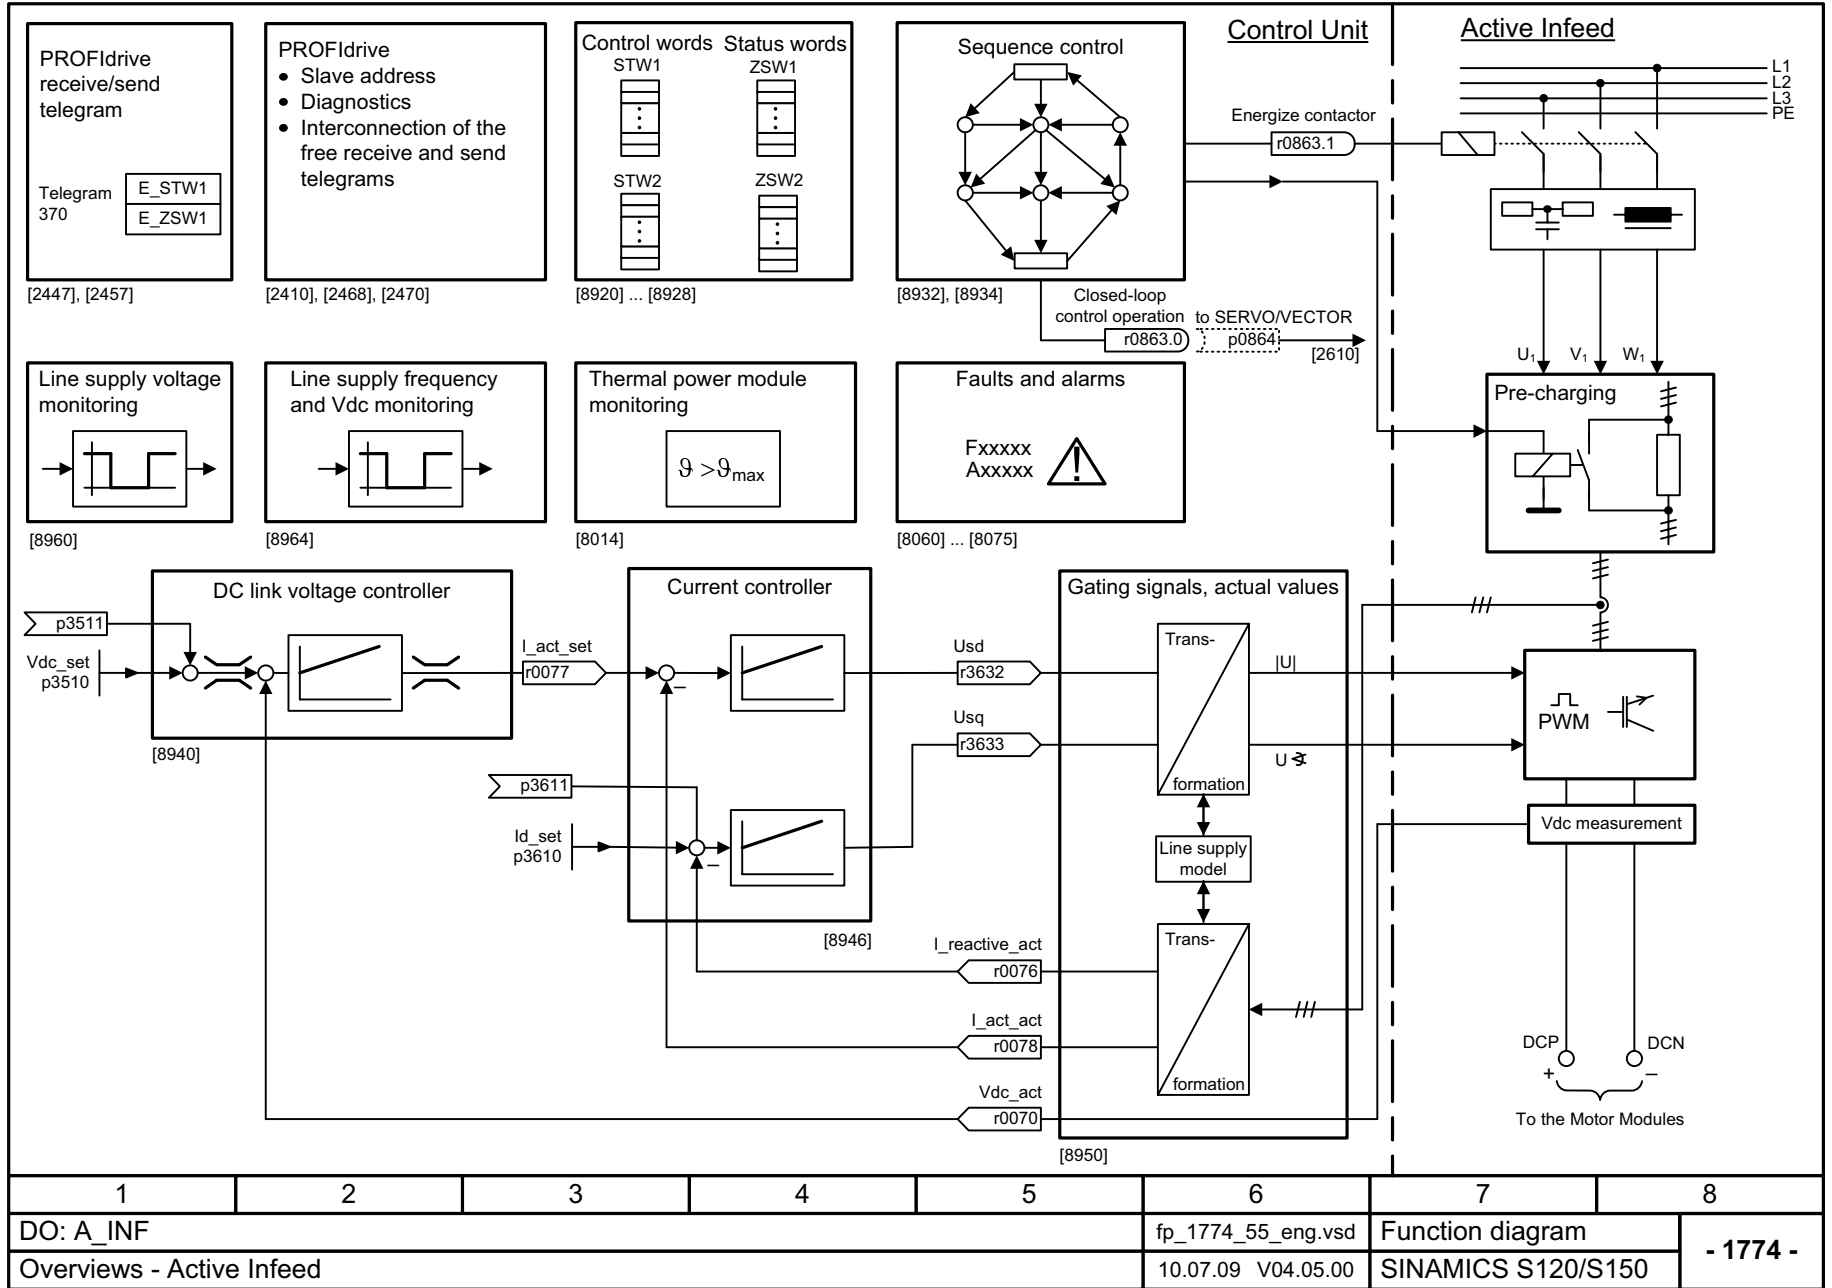 PROFIdrive
receive/send
telegram
Telegram
370
E_STW1
E_ZSW1
[2447], [2457]
PROFIdrive
• Slave address
• Diagnostics
• Interconnection of the
free receive and send
telegrams
[2410], [2468], [2470]
Control words Status words
STW1 ZSW1
STW2 ZSW2
[8920] ... [8928]
Sequence control
[8932], [8934]
Control Unit
Active Infeed
L1
L2
L3
PE
Energize contactor
r0863.1
Closed-loop
control operation
r0863.0
to SERVO/VECTOR
p0864
[2610]
U1 V1 W1
Pre-charging
Line supply voltage
monitoring
[8960]
Line supply frequency
and Vdc monitoring
[8964]
Thermal power module
monitoring
ϑ >ϑmax
[8014]
Faults and alarms
Fxxxxx
Axxxxx
!
[8060] ... [8075]
DC link voltage controller
p3511
Vdc_set
p3510
[8940]
I_act_set
r0077
Current controller
–
p3611
Id_set
p3610
–
[8946]
Usd
r3632
Usq
r3633
I_reactive_act
r0076
I_act_act
r0078
Vdc_act
r0070
Gating signals, actual values
Trans-
formation
|U|
U ∢
Line supply
model
Trans-
formation
[8950]
PWM
Vdc measurement
DCP DCN
+ –
To the Motor Modules
1 2 3 4 5 6 7 8
DO: A_INF
fp_1774_55_eng.vsd
Function diagram
- 1774 -
Overviews - Active Infeed
10.07.09 V04.05.00
SINAMICS S120/S150